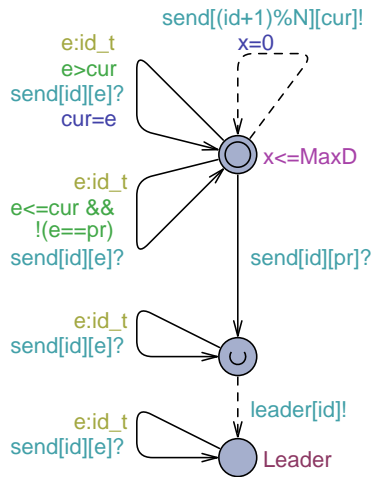 send[(id+1)%N][cur]!
x=0
e:id_t
e>cur
send[id][e]?
cur=e
x<=MaxD
e:id_t
e<=cur &&
!(e==pr)
send[id][e]?
send[id][pr]?
e:id_t
send[id][e]?
leader[id]!
e:id_t
send[id][e]?
Leader